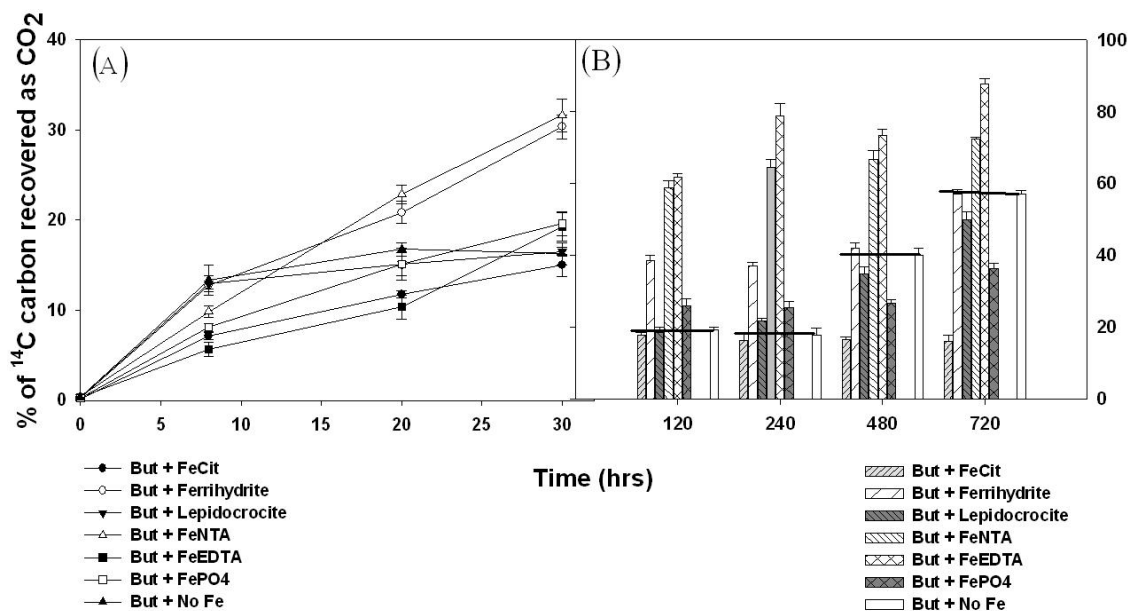 % of ¹⁴C carbon recovered as CO₂
(A)
40
30
20
10
0
0 5 10 15 20 25 30
(B)
100
80
60
40
20
0
120 240 480 720
Time (hrs)
But + FeCit
But + Ferrihydrite
But + Lepidocrocite
But + FeNTA
But + FeEDTA
But + FePO4
But + No Fe
But + FeCit
But + Ferrihydrite
But + Lepidocrocite
But + FeNTA
But + FeEDTA
But + FePO4
But + No Fe